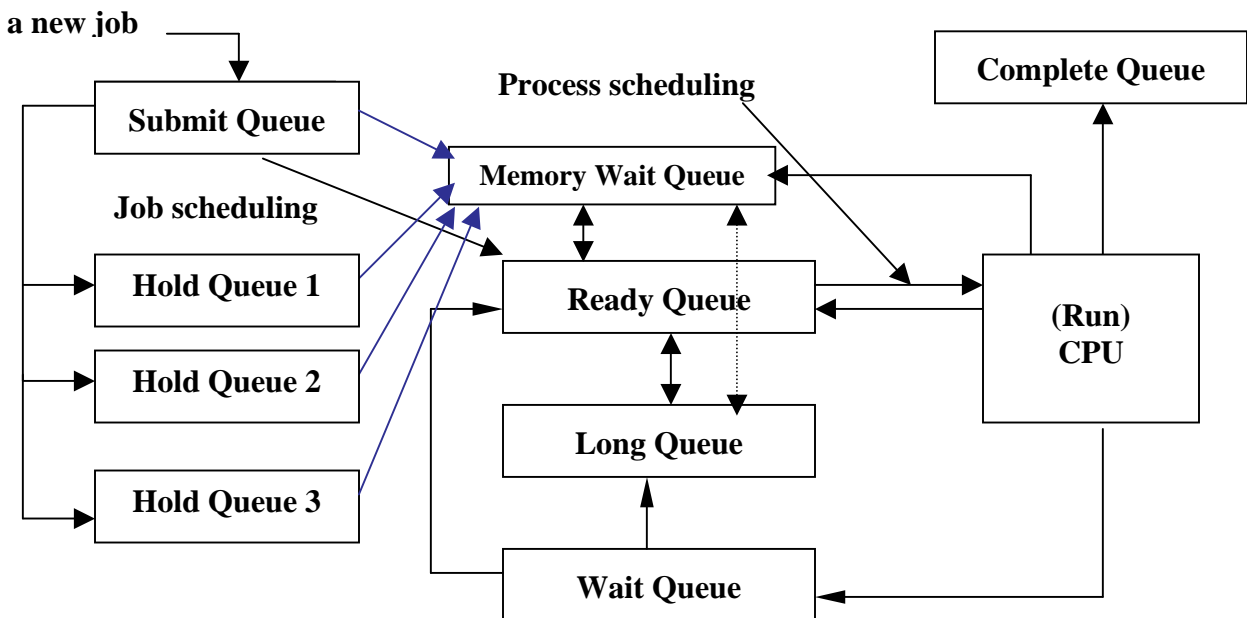 a new job
Complete Queue
Process scheduling
Submit Queue
Memory Wait Queue
Job scheduling
Hold Queue 1
Ready Queue
(Run)
CPU
Hold Queue 2
Long Queue
Hold Queue 3
Wait Queue